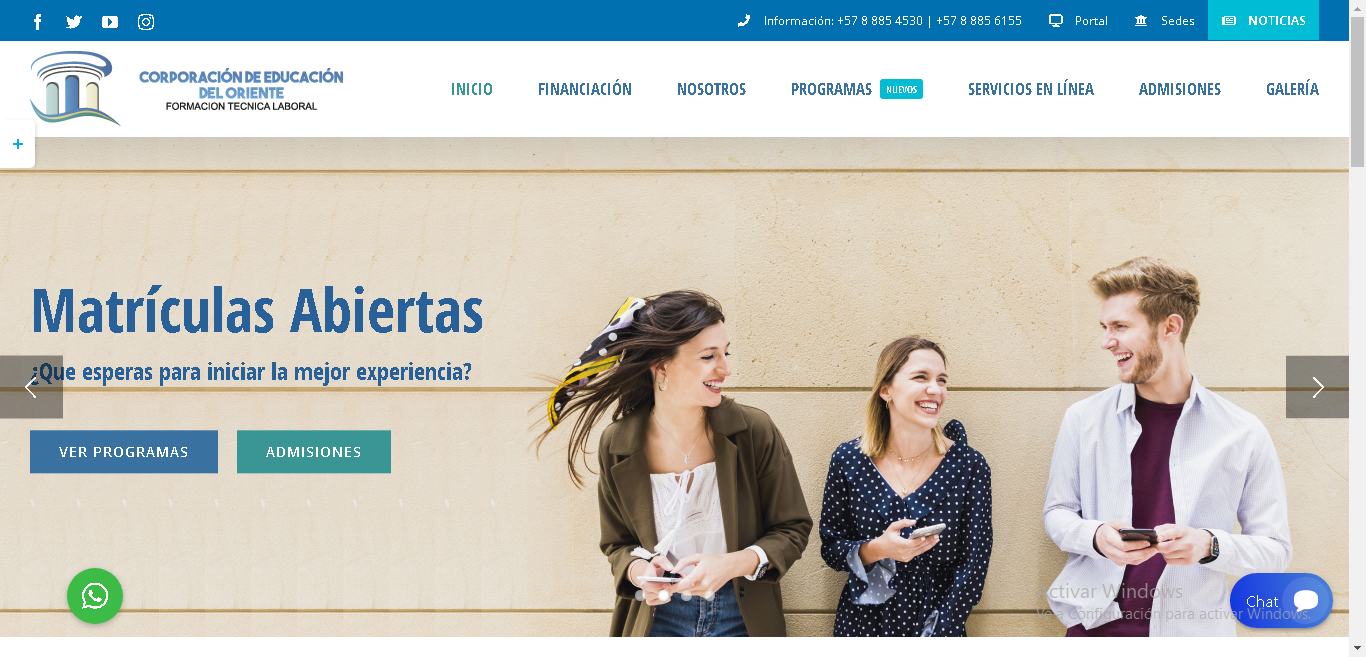 Información: +57 8 885 4530 | +57 8 885 6155
Portal
Sedes
NOTICIAS
CORPORACIÓN DE EDUCACIÓN
DEL ORIENTE
FORMACION TECNICA LABORAL
INICIO
FINANCIACIÓN
NOSOTROS
PROGRAMAS NUEVOS
SERVICIOS EN LÍNEA
ADMISIONES
GALERÍA
+
Matrículas Abiertas
¿Que esperas para iniciar la mejor experiencia?
VER PROGRAMAS
ADMISIONES
Activar Windows
Ve a Configuración para activar Windows.
Chat